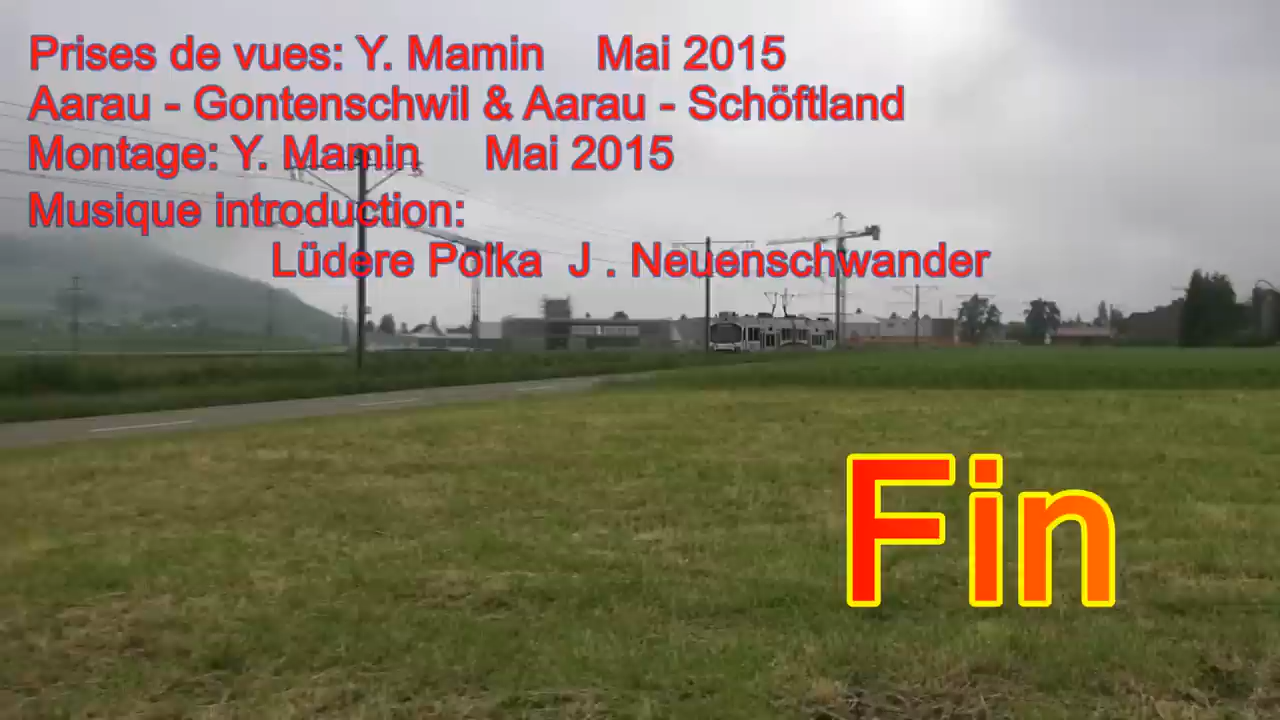 Prises de vues: Y. Mamin Mai 2015
Aarau - Gontenschwil & Aarau - Schöftland
Montage: Y. Mamin Mai 2015
Musique introduction:
Lüdere Polka J . Neuenschwander
Fin